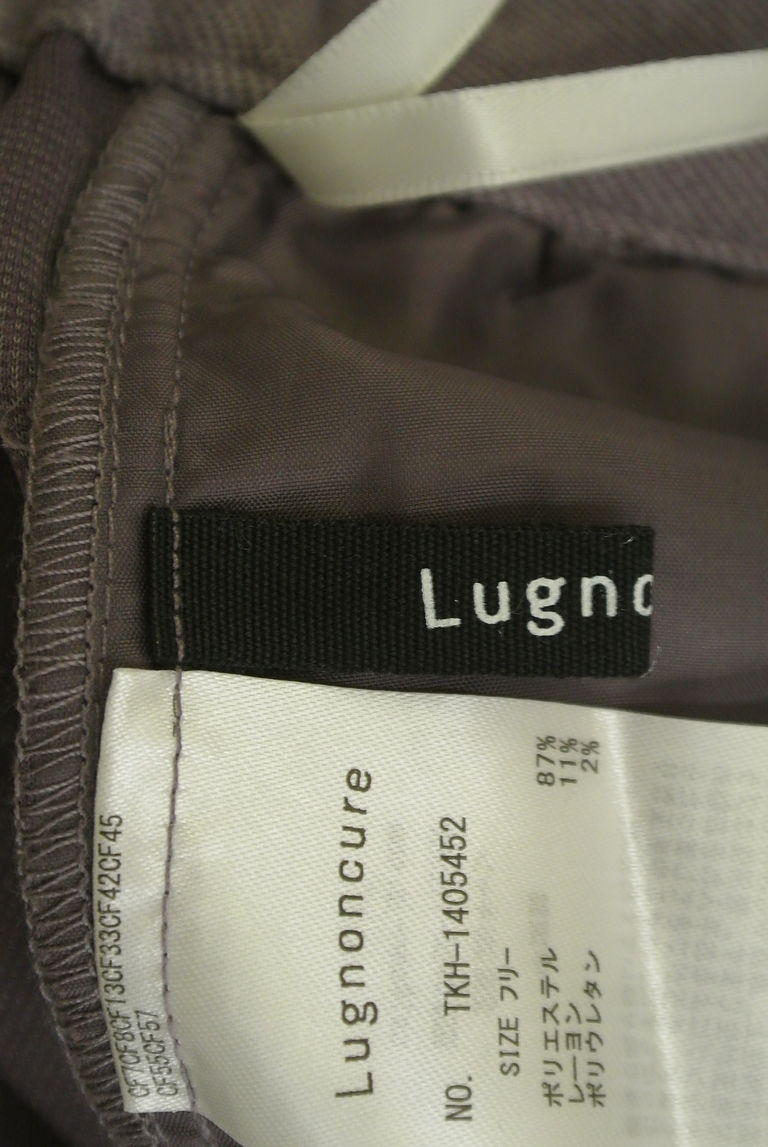 Lugno
Lugnoncure
NO. TKH-1405452
SIZE フリー
ポリエステル 87%
レーヨン 11%
ポリウレタン 2%
CF7CF8CF13CF33CF42CF45
CF55CF57